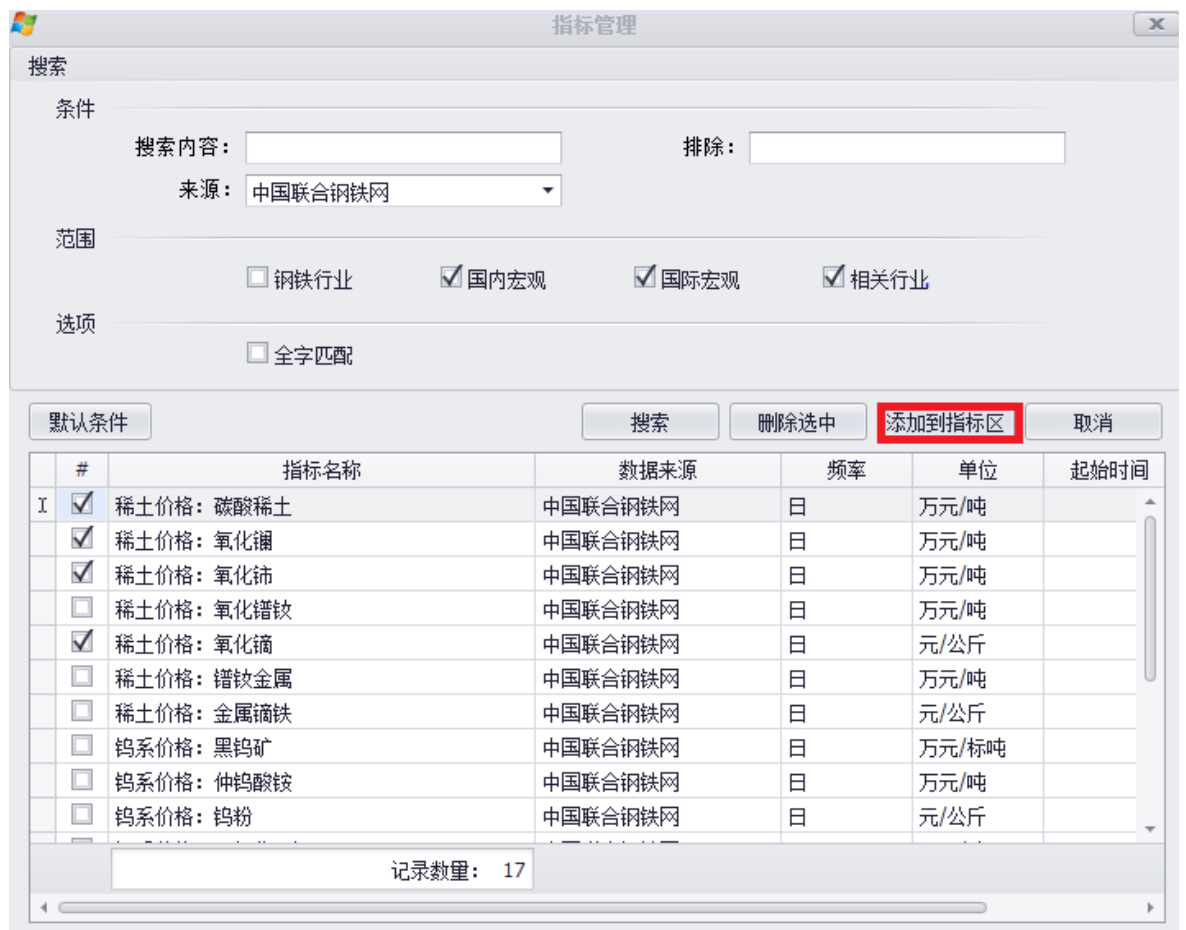 指标管理
搜索
条件
搜索内容： 排除：
来源： 中国联合钢铁网
范围
钢铁行业 国内宏观 国际宏观 相关行业
选项
全字匹配
默认条件 搜索 删除选中 添加到指标区 取消
# 指标名称 数据来源 频率 单位 起始时间
稀土价格：碳酸稀土 中国联合钢铁网 日 万元/吨
稀土价格：氧化镧 中国联合钢铁网 日 万元/吨
稀土价格：氧化铈 中国联合钢铁网 日 万元/吨
稀土价格：氧化镨钕 中国联合钢铁网 日 万元/吨
稀土价格：氧化镝 中国联合钢铁网 日 元/公斤
稀土价格：镨钕金属 中国联合钢铁网 日 万元/吨
稀土价格：金属镝铁 中国联合钢铁网 日 元/公斤
钨系价格：黑钨矿 中国联合钢铁网 日 万元/标吨
钨系价格：仲钨酸铵 中国联合钢铁网 日 万元/吨
钨系价格：钨粉 中国联合钢铁网 日 元/公斤
记录数量： 17